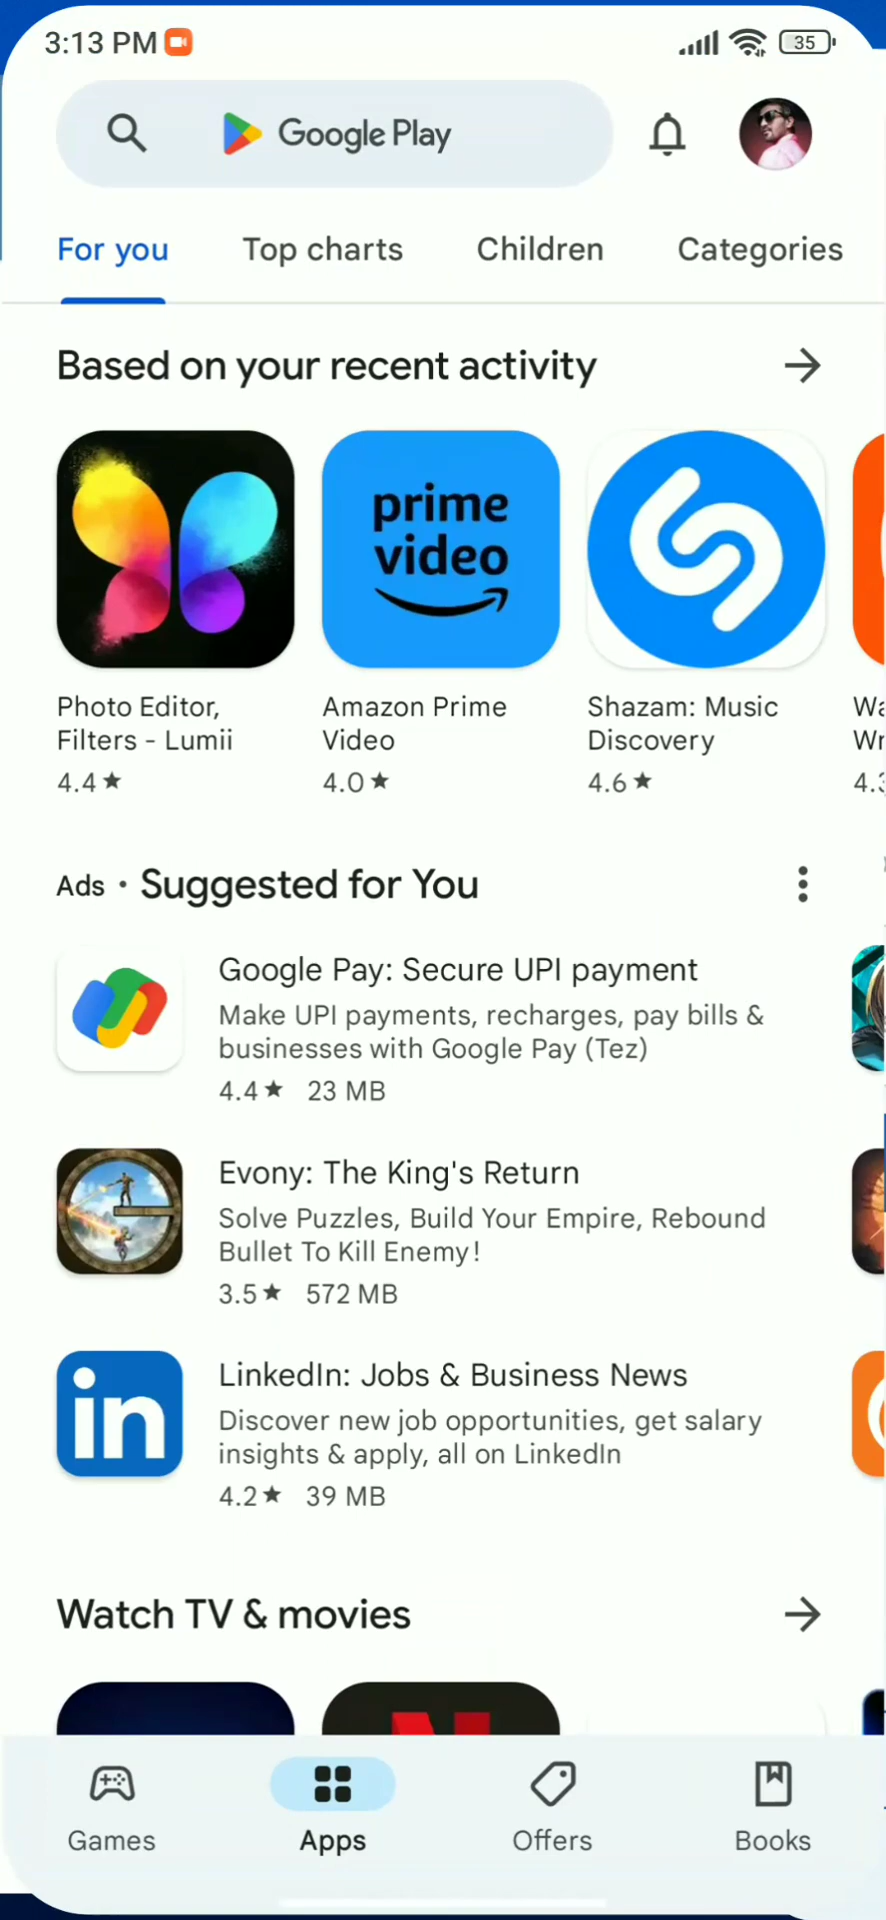 3:13 PM
35
Google Play
For you
Top charts
Children
Categories
Based on your recent activity
prime
video
Photo Editor,
Filters - Lumii
4.4★
Amazon Prime
Video
4.0★
Shazam: Music
Discovery
4.6★
Ads • Suggested for You
Google Pay: Secure UPI payment
Make UPI payments, recharges, pay bills &
businesses with Google Pay (Tez)
4.4★ 23 MB
Evony: The King's Return
Solve Puzzles, Build Your Empire, Rebound
Bullet To Kill Enemy!
3.5★ 572 MB
in
LinkedIn: Jobs & Business News
Discover new job opportunities, get salary
insights & apply, all on LinkedIn
4.2★ 39 MB
Watch TV & movies
Games
Apps
Offers
Books